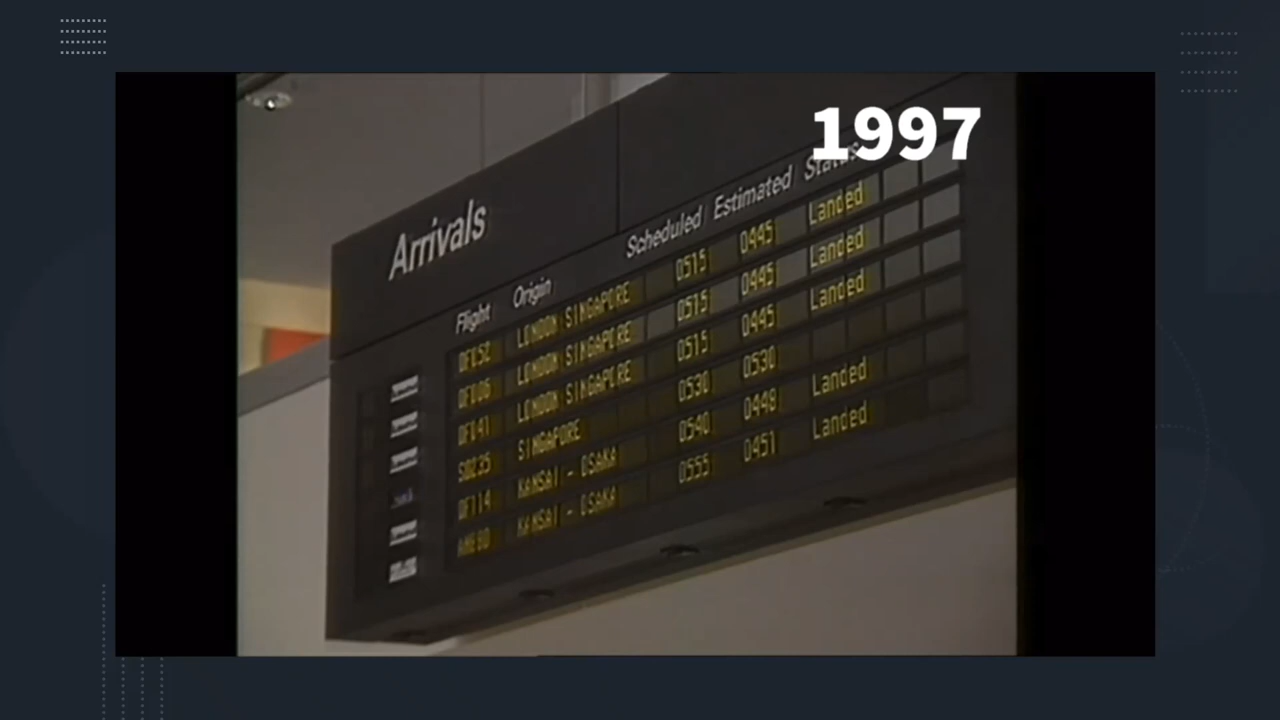 1997
Arrivals
Flight Origin Scheduled Estimated Status
LONDON SINGAPORE 0515 0445 Landed
LONDON SINGAPORE 0515 0445 Landed
LONDON SINGAPORE 0515 0445 Landed
SINGAPORE 0530 0530
KANSAI - OSAKA 0540 0448 Landed
KANSAI - OSAKA 0555 0451 Landed